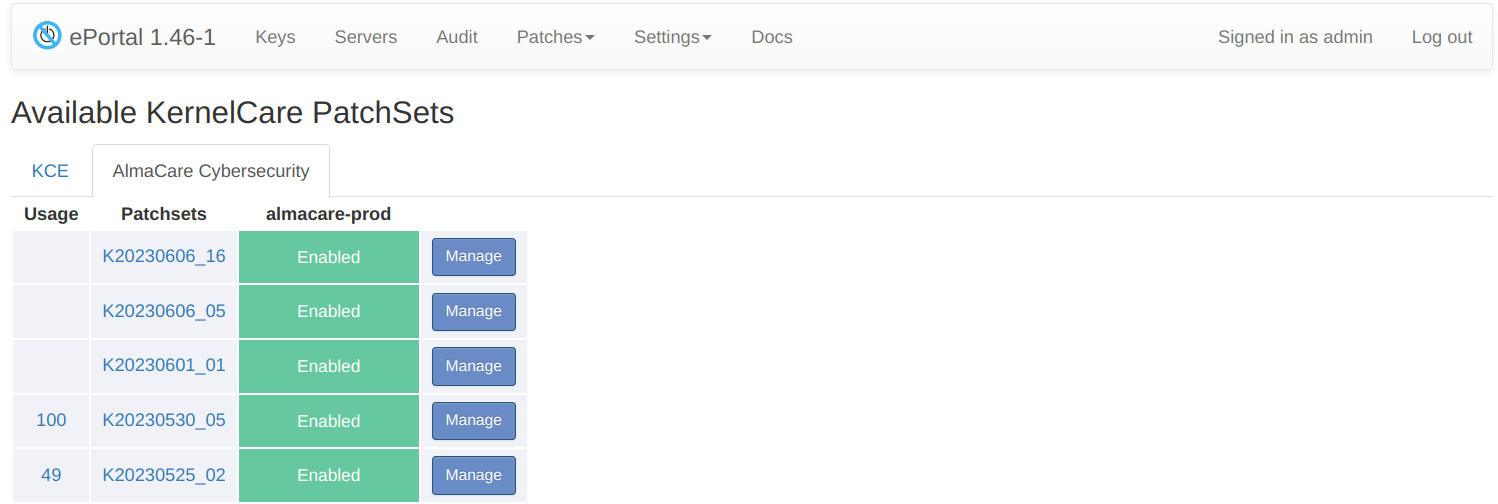 ePortal 1.46-1 Keys Servers Audit Patches Settings Docs Signed in as admin Log out
Available KernelCare PatchSets
KCE AlmaCare Cybersecurity
Usage Patchsets almacare-prod
K20230606_16 Enabled Manage
K20230606_05 Enabled Manage
K20230601_01 Enabled Manage
100 K20230530_05 Enabled Manage
49 K20230525_02 Enabled Manage